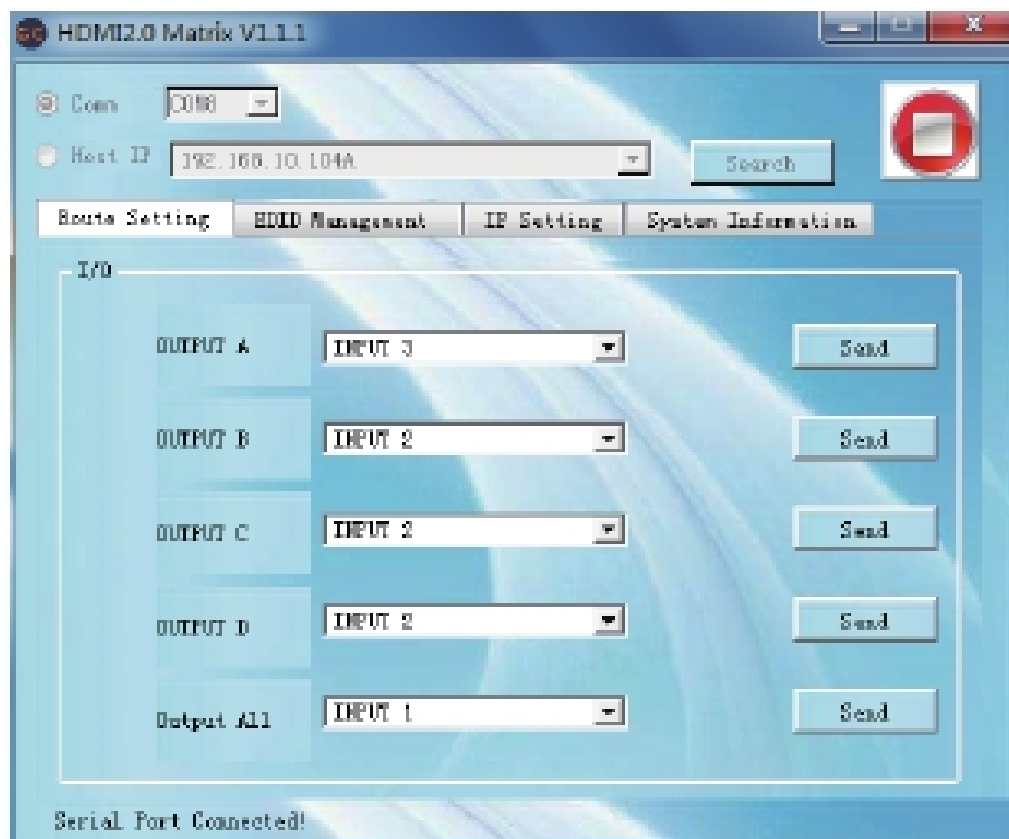 HDMI2.0 Matrix V1.1.1
Comm COM8
Host IP 192.168.10.104A Search
Route Setting EDID Management IP Setting System Information
I/O
OUTPUT A INPUT 3 Send
OUTPUT B INPUT 2 Send
OUTPUT C INPUT 2 Send
OUTPUT D INPUT 2 Send
Output All INPUT 1 Send
Serial Port Connected!